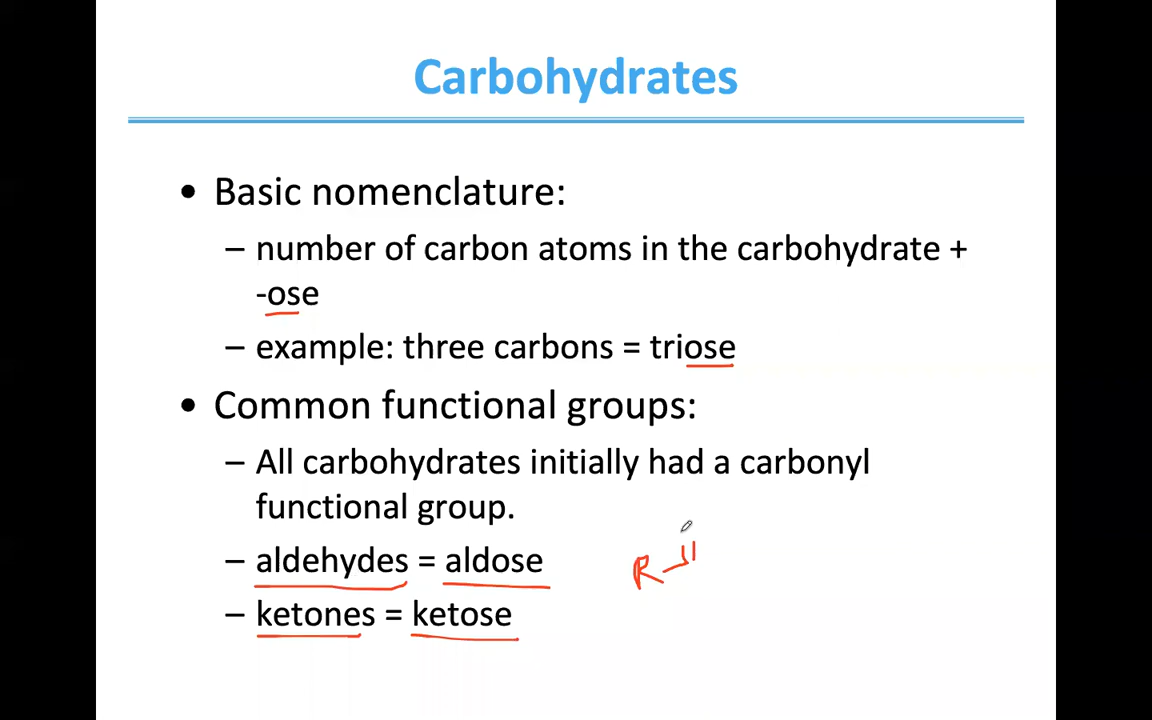 Carbohydrates
• Basic nomenclature:
– number of carbon atoms in the carbohydrate +
-ose
– example: three carbons = triose
• Common functional groups:
– All carbohydrates initially had a carbonyl
functional group.
– aldehydes = aldose
R
– ketones = ketose